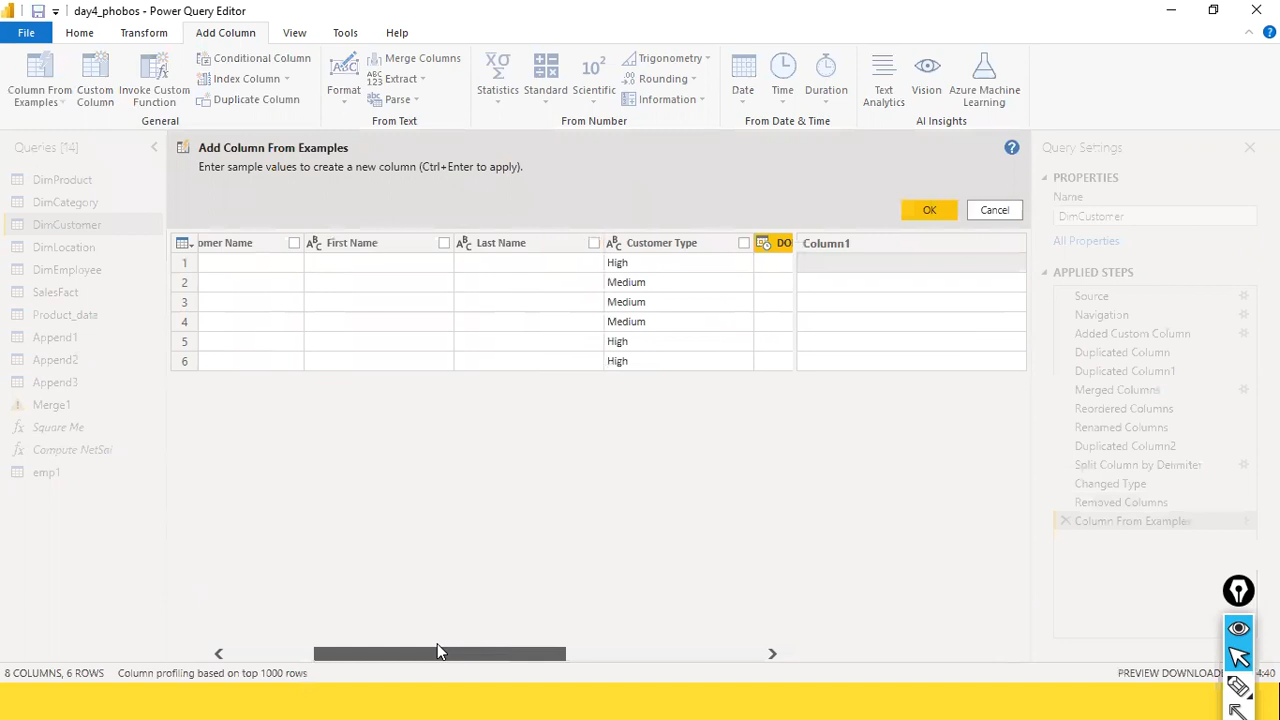 day4_phobos - Power Query Editor
File Home Transform Add Column View Tools Help
Column From Examples
Custom Column
Invoke Custom Function
Conditional Column
Index Column
Duplicate Column
General
Format
Merge Columns
Extract
Parse
From Text
Statistics
Standard
Scientific
Trigonometry
Rounding
Information
From Number
Date
Time
Duration
From Date & Time
Text Analytics
Vision
Azure Machine Learning
AI Insights
Queries [14]
DimProduct
DimCategory
DimCustomer
DimLocation
DimEmployee
SalesFact
Product_date
Append1
Append2
Append3
Merge1
Square Me
Compute NetSal
emp1
Add Column From Examples
Enter sample values to create a new column (Ctrl+Enter to apply).
OK Cancel
omer Name First Name Last Name Customer Type DO Column1
1 High
2 Medium
3 Medium
4 Medium
5 High
6 High
Query Settings
PROPERTIES
Name
DimCustomer
All Properties
APPLIED STEPS
Source
Navigation
Added Custom Column
Duplicated Column
Duplicated Column1
Merged Columns
Reordered Columns
Renamed Columns
Duplicated Column2
Split Column by Delimiter
Changed Type
Removed Columns
Column From Examples
8 COLUMNS, 6 ROWS Column profiling based on top 1000 rows PREVIEW DOWNLOADE 4:40